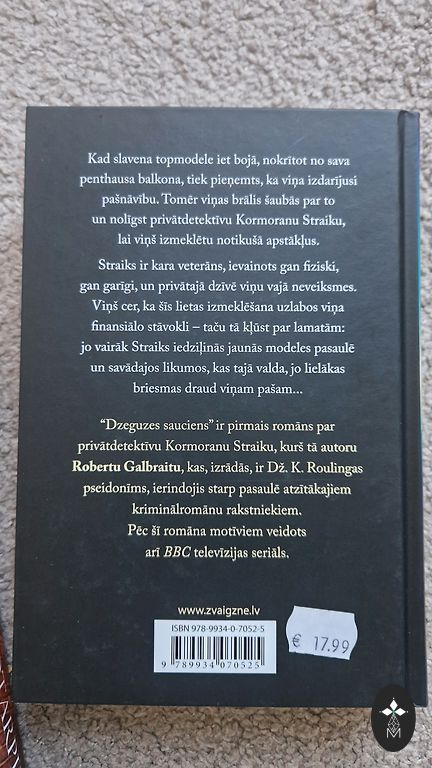 Kad slavena topmodele iet bojā, nokrītot no sava
penthausa balkona, tiek pieņemts, ka viņa izdarījusi
pašnāvību. Tomēr viņas brālis šaubās par to
un nolīgst privātdetektīvu Kormoranu Straiku,
lai viņš izmeklētu notikušā apstākļus.
Straiks ir kara veterāns, ievainots gan fiziski,
gan garīgi, un privātajā dzīvē viņu vajā neveiksmes.
Viņš cer, ka šīs lietas izmeklēšana uzlabos viņa
finansiālo stāvokli – taču tā kļūst par lamatām:
jo vairāk Straiks iedziļinās jaunās modeles pasaulē
un savādajos likumos, kas tajā valda, jo lielākas
briesmas draud viņam pašam...
“Dzeguzes sauciens” ir pirmais romāns par
privātdetektīvu Kormoranu Straiku, kurš tā autoru
Robertu Galbraitu, kas, izrādās, ir Dž. K. Roulingas
pseidonīms, ierindojis starp pasaulē atzītākajiem
kriminālromānu rakstniekiem.
Pēc šī romāna motīviem veidots
arī BBC televīzijas seriāls.
www.zvaigzne.lv
ISBN 978-9934-0-7052-5
9 789934 070525
€ 17.99